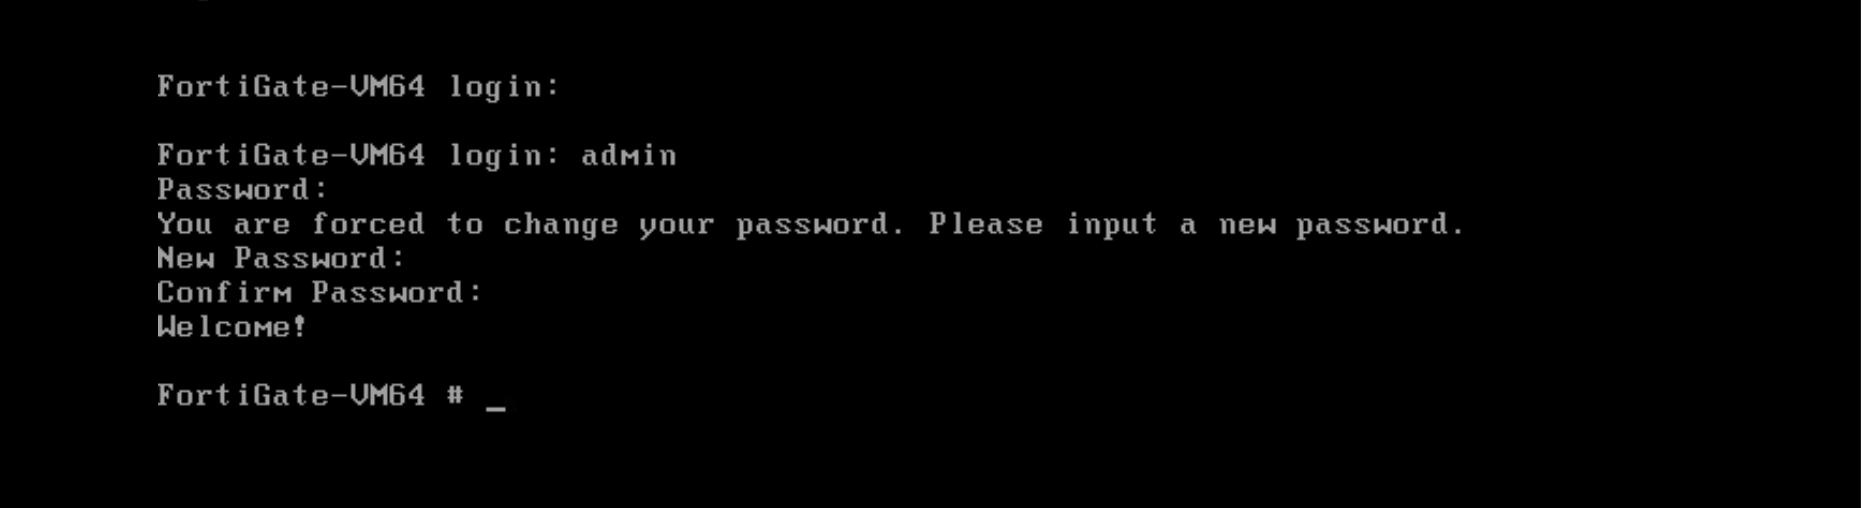 FortiGate-VM64 login:
FortiGate-VM64 login: admin
Password:
You are forced to change your password. Please input a new password.
New Password:
Confirm Password:
Welcome!
FortiGate-VM64 # _